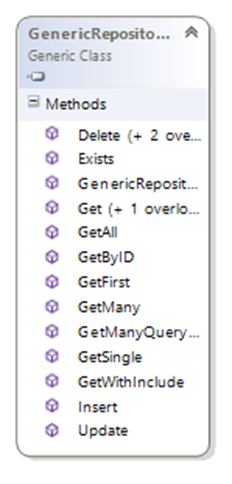 GenericReposito...
Generic Class
Methods
Delete (+ 2 ove...
Exists
GenericReposit...
Get (+ 1 overlo...
GetAll
GetByID
GetFirst
GetMany
GetManyQuery...
GetSingle
GetWithInclude
Insert
Update